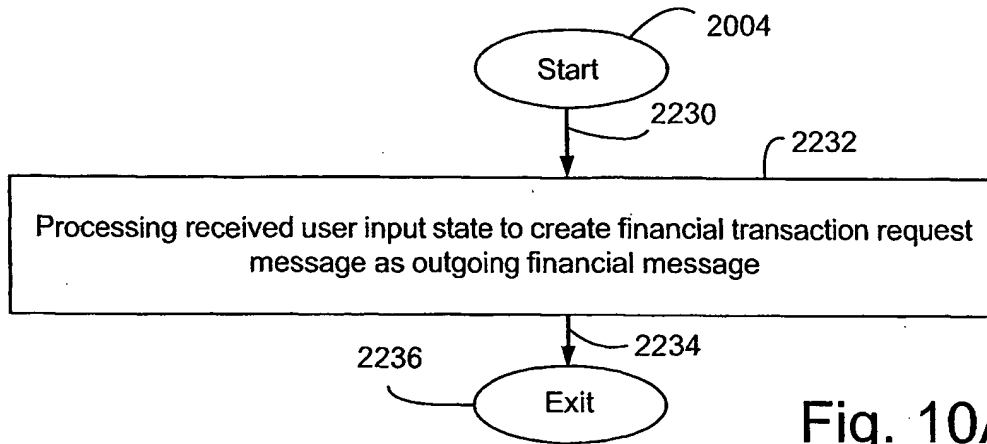 2004
Start
2230
2232
Processing received user input state to create financial transaction request
message as outgoing financial message
2234
2236
Exit
Fig. 10A